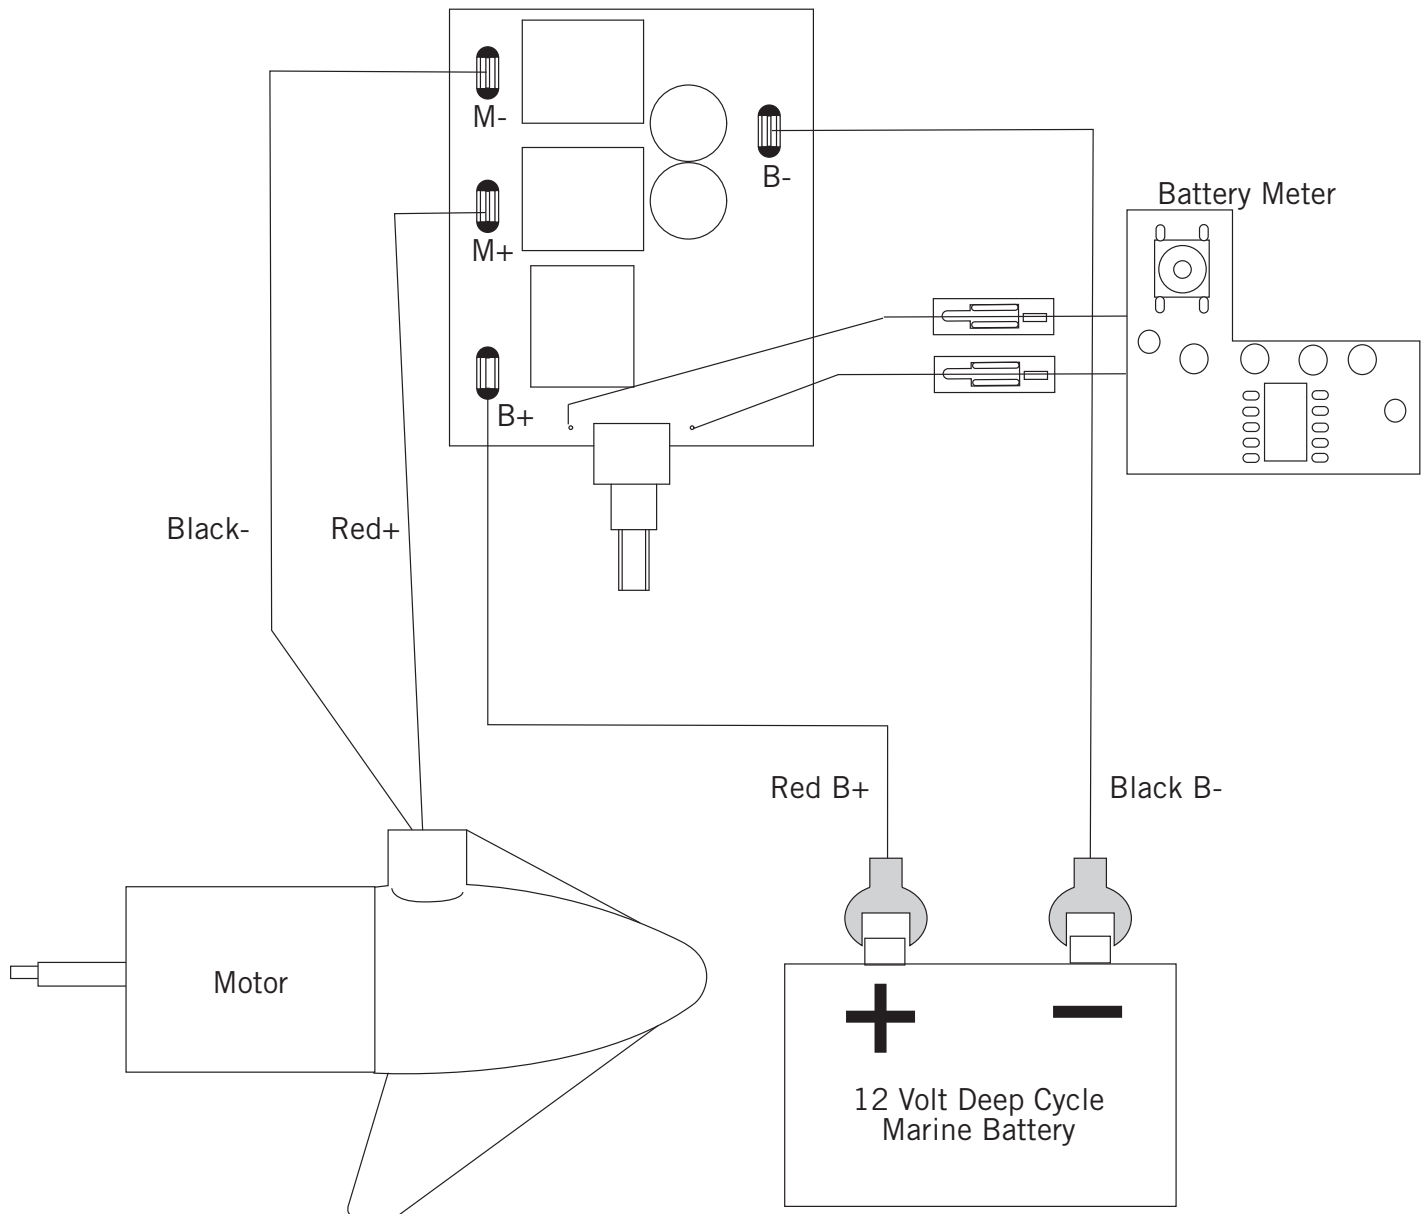 M-
B-
Battery Meter
M+
B+
Black-
Red+
Red B+
Black B-
Motor
12 Volt Deep Cycle
Marine Battery